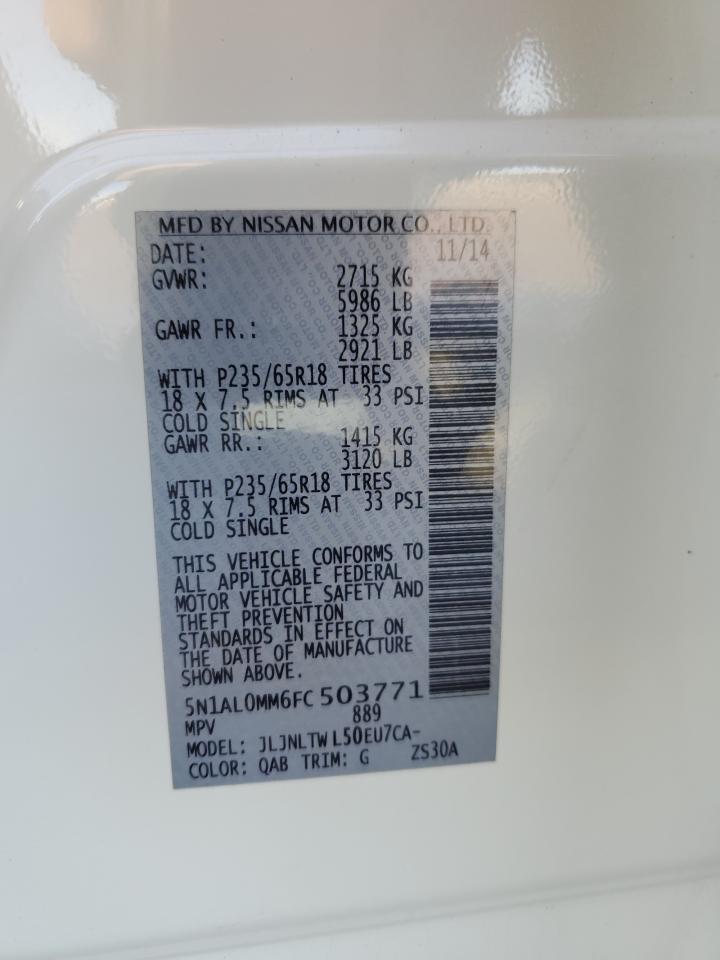 MFD BY NISSAN MOTOR CO., LTD.
DATE: 11/14
GVWR: 2715 KG
5986 LB
GAWR FR.: 1325 KG
2921 LB
WITH P235/65R18 TIRES
18 X 7.5 RIMS AT 33 PSI
COLD SINGLE
GAWR RR.: 1415 KG
3120 LB
WITH P235/65R18 TIRES
18 X 7.5 RIMS AT 33 PSI
COLD SINGLE
THIS VEHICLE CONFORMS TO
ALL APPLICABLE FEDERAL
MOTOR VEHICLE SAFETY AND
THEFT PREVENTION
STANDARDS IN EFFECT ON
THE DATE OF MANUFACTURE
SHOWN ABOVE.
5N1AL0MM6FC 503771
MPV 889
MODEL: JLJNLTW L50EU7CA-
COLOR: QAB TRIM: G ZS30A